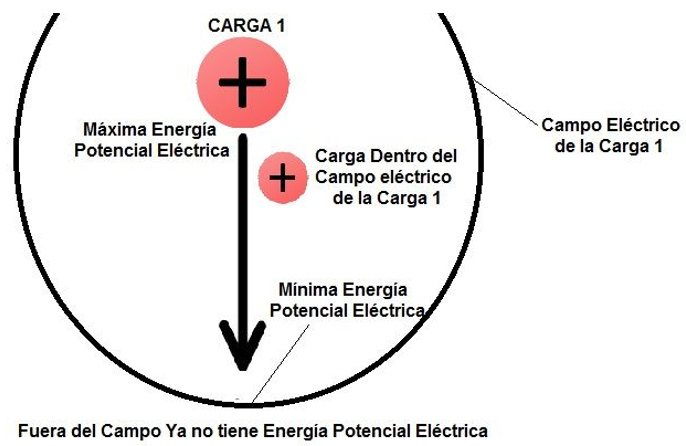 CARGA 1
+
Máxima Energía
Potencial Eléctrica
+
Carga Dentro del
Campo eléctrico
de la Carga 1
Campo Eléctrico
de la Carga 1
Mínima Energía
Potencial Eléctrica
Fuera del Campo Ya no tiene Energía Potencial Eléctrica